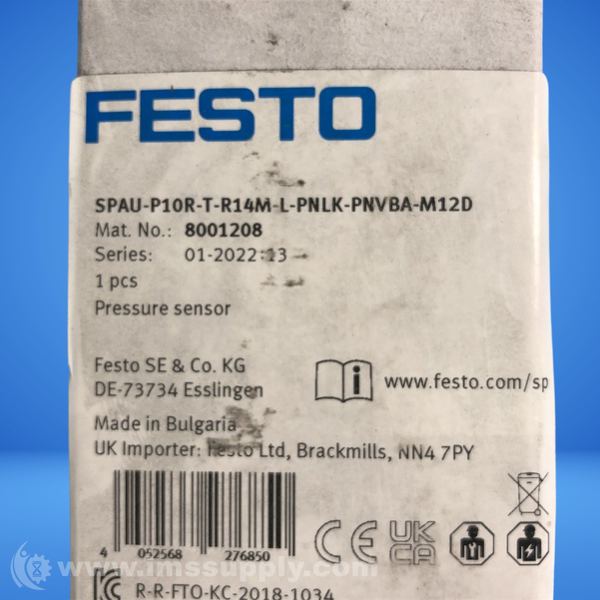 FESTO
SPAU-P10R-T-R14M-L-PNLK-PNVBA-M12D
Mat. No.: 8001208
Series: 01-2022:13
1 pcs
Pressure sensor
Festo SE & Co. KG
DE-73734 Esslingen
www.festo.com/sp
Made in Bulgaria
UK Importer: Festo Ltd, Brackmills, NN4 7PY
4 052568 276850
CE UK CA
R-R-FTO-KC-2018-1034
www.imssupply.com